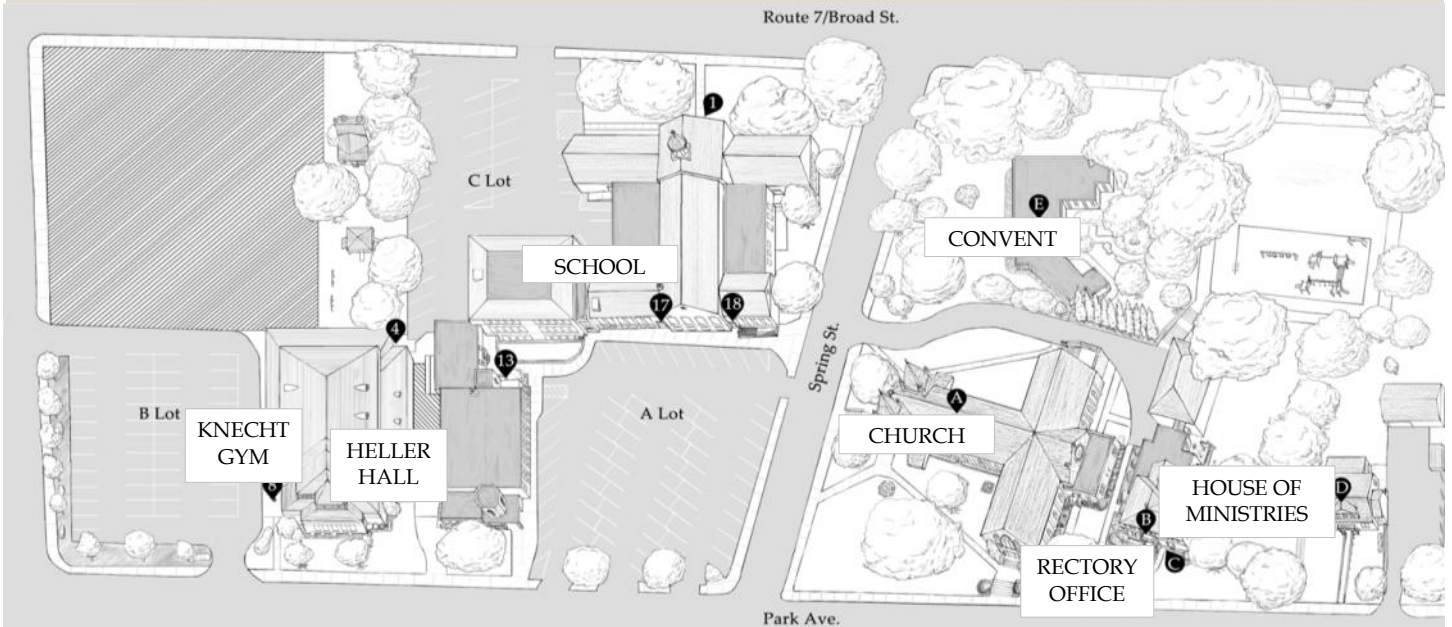 Route 7/Broad St.
1
C Lot
E
CONVENT
SCHOOL
17
18
4
13
Spring St.
B Lot
A Lot
A
CHURCH
KNECHT
GYM
HELLER
HALL
8
HOUSE OF
MINISTRIES
D
B
RECTORY
OFFICE
C
Park Ave.